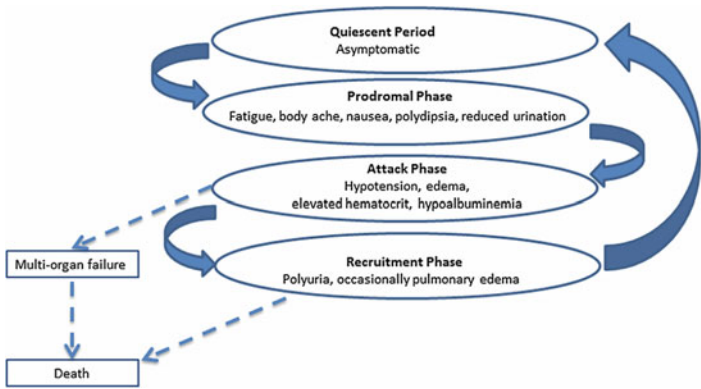 Quiescent Period
Asymptomatic
Prodromal Phase
Fatigue, body ache, nausea, polydipsia, reduced urination
Attack Phase
Hypotension, edema,
elevated hematocrit, hypoalbuminemia
Recruitment Phase
Polyuria, occasionally pulmonary edema
Multi-organ failure
Death